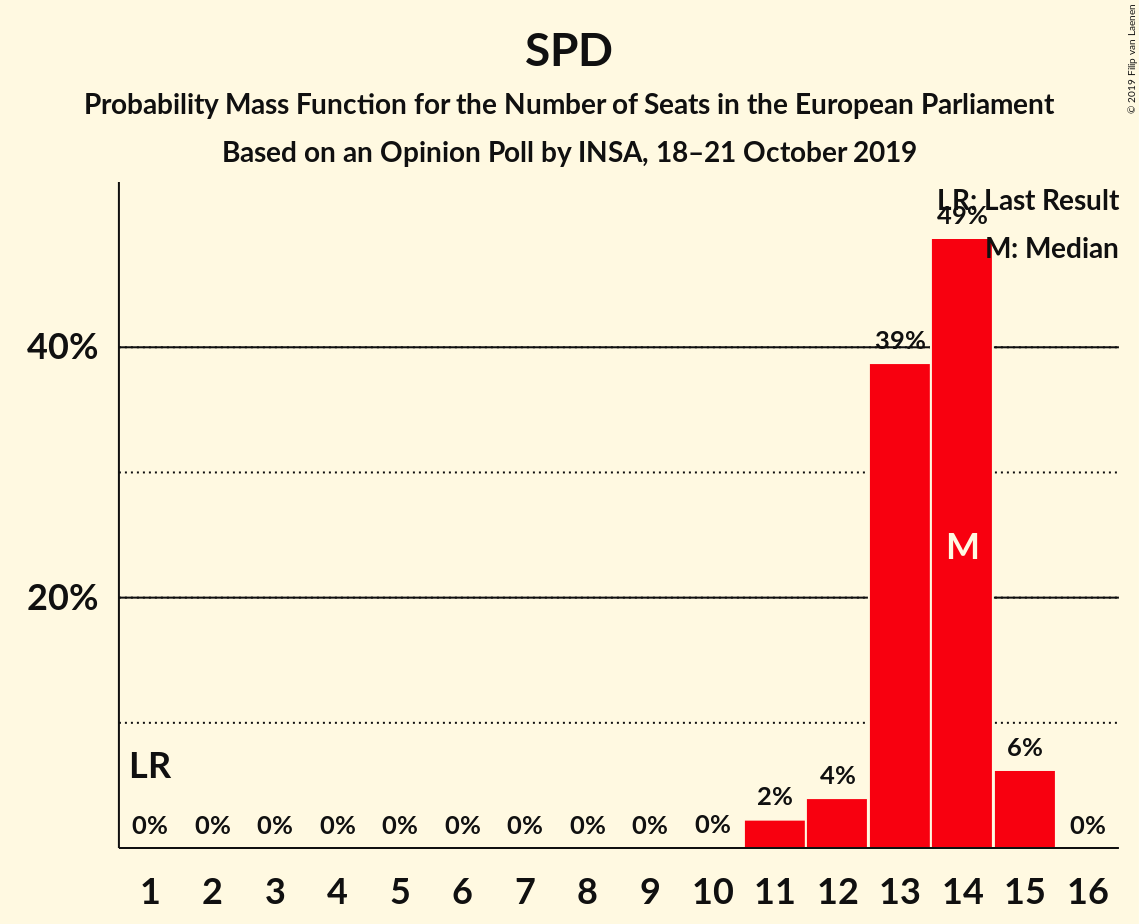 SPD
Probability Mass Function for the Number of Seats in the European Parliament
Based on an Opinion Poll by INSA, 18–21 October 2019
© 2019 Filip van Laenen
LR: Last Result
M: Median
49%
39%
40%
20%
M
LR
6%
4%
2%
0% 0% 0% 0% 0% 0% 0% 0% 0% 0% 0%
1 2 3 4 5 6 7 8 9 10 11 12 13 14 15 16